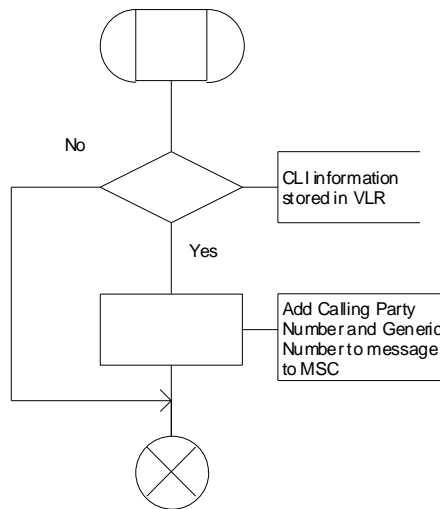 No
CLI information
stored in VLR
Yes
Add Calling Party
Number and Generic
Number to message
to MSC